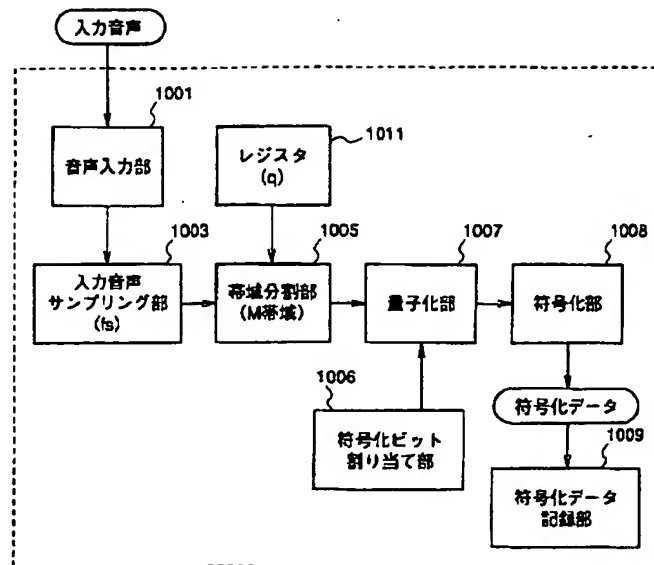 入力音声
1001
音声入力部
1011
レジスタ
(q)
1003
入力音声
サンプリング部
(fs)
1005
帯域分割部
(M帯域)
1007
量子化部
1008
符号化部
1006
符号化ビット
割り当て部
符号化データ
1009
符号化データ
記録部